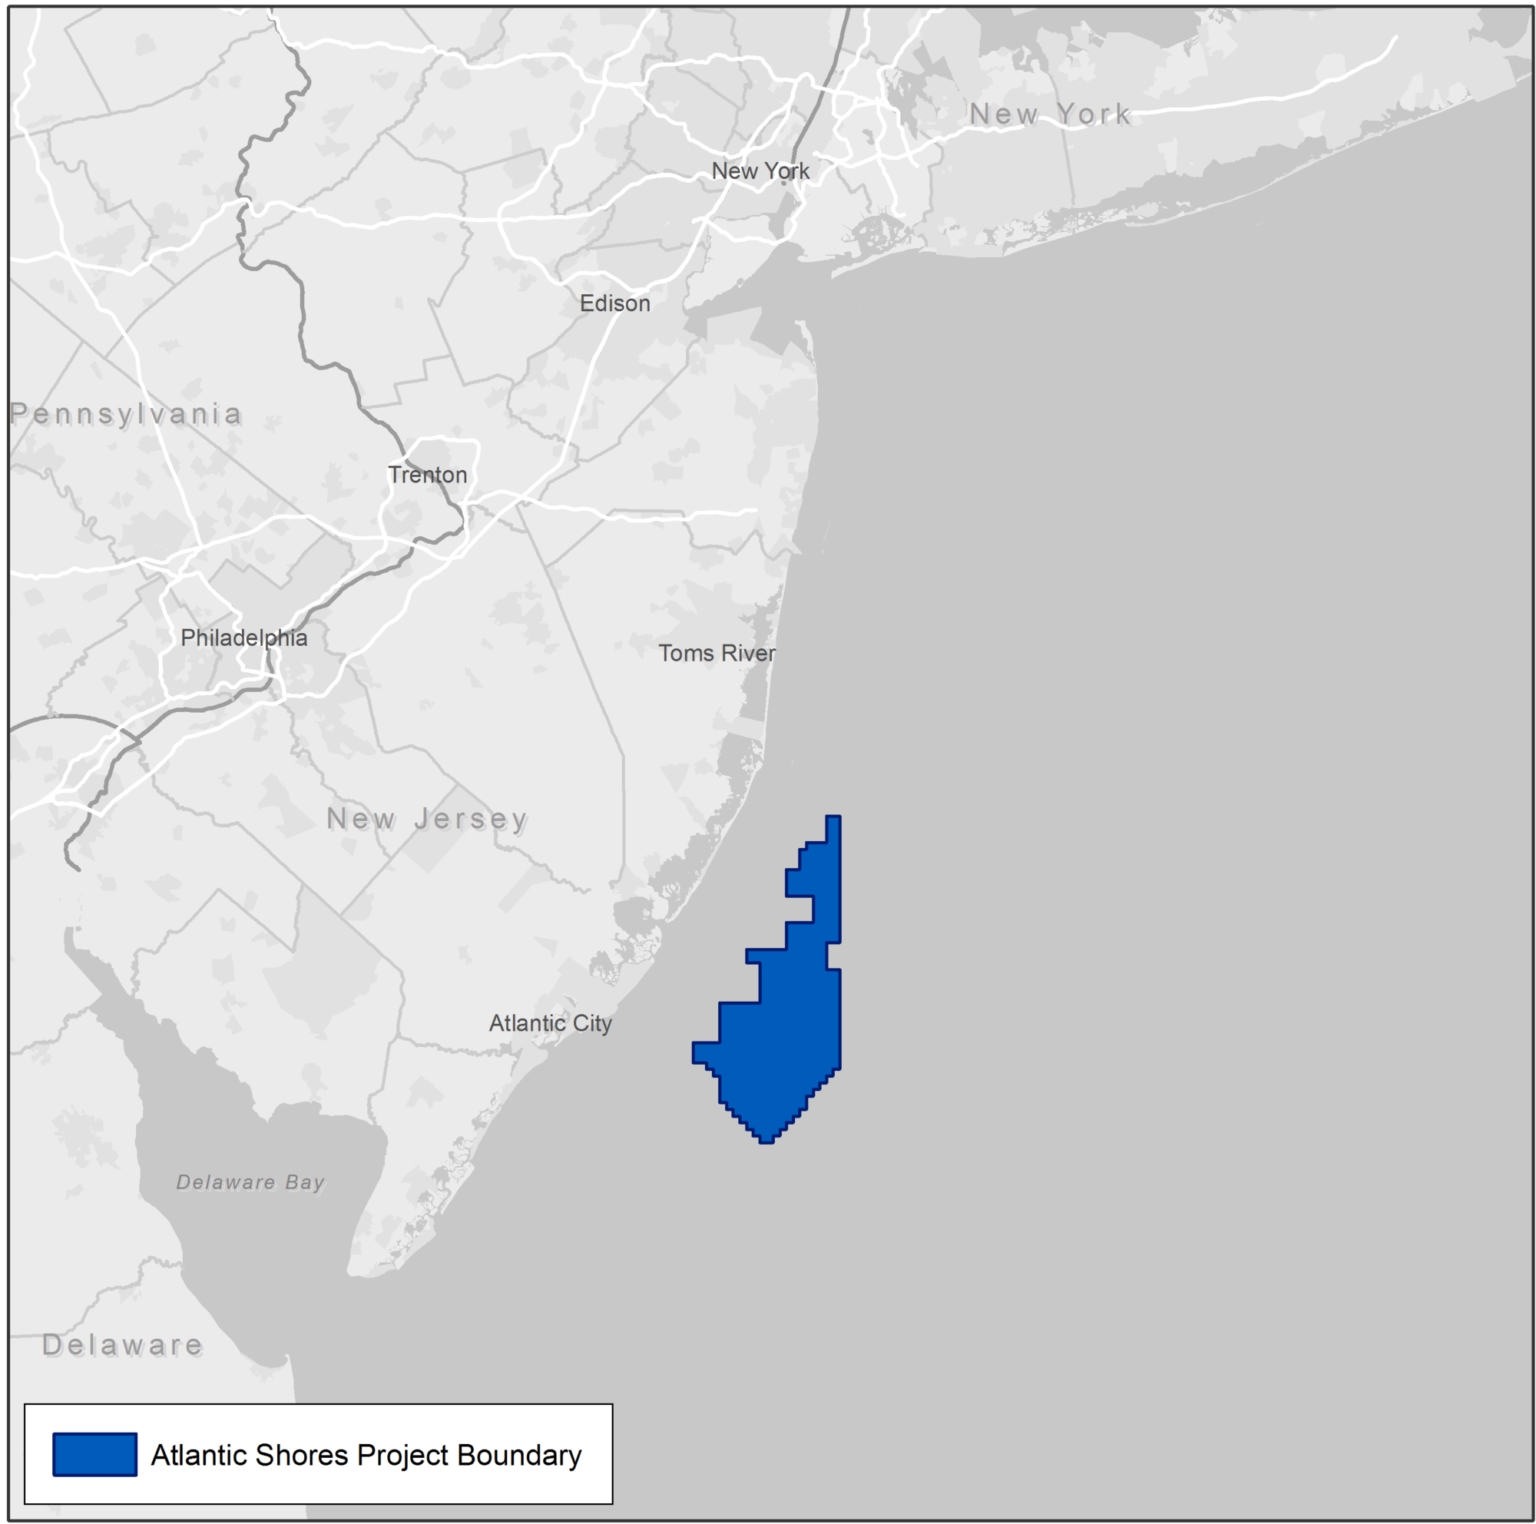 New York
New York
Edison
Pennsylvania
Trenton
Philadelphia
Toms River
New Jersey
Atlantic City
Delaware Bay
Delaware
Atlantic Shores Project Boundary